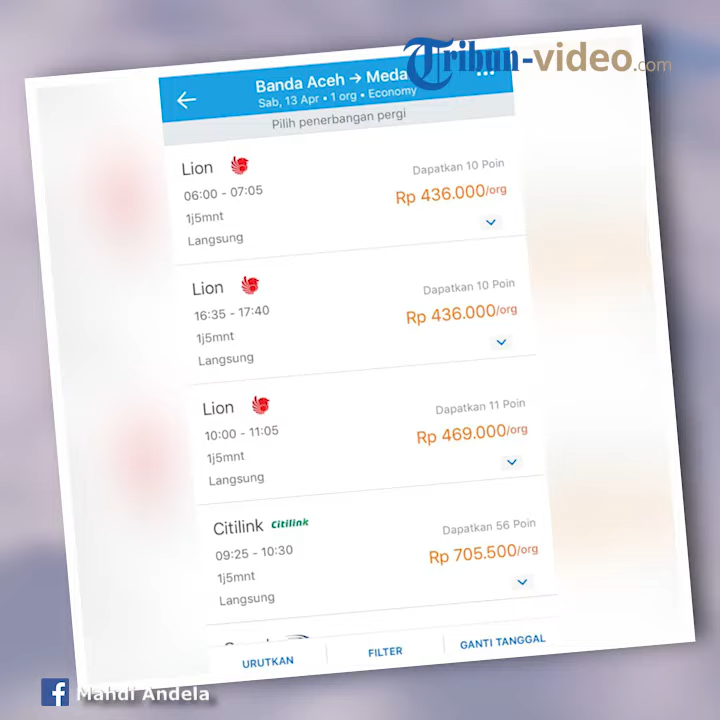 Tribun-video.com
Banda Aceh → Meda
Sab, 13 Apr • 1 org • Economy
Pilih penerbangan pergi
Lion
Dapatkan 10 Poin
06:00 - 07:05
Rp 436.000/org
1j5mnt
Langsung
Lion
Dapatkan 10 Poin
16:35 - 17:40
Rp 436.000/org
1j5mnt
Langsung
Lion
Dapatkan 11 Poin
10:00 - 11:05
Rp 469.000/org
1j5mnt
Langsung
Citilink Citilink
Dapatkan 56 Poin
09:25 - 10:30
Rp 705.500/org
1j5mnt
Langsung
URUTKAN
FILTER
GANTI TANGGAL
Mahdi Andela